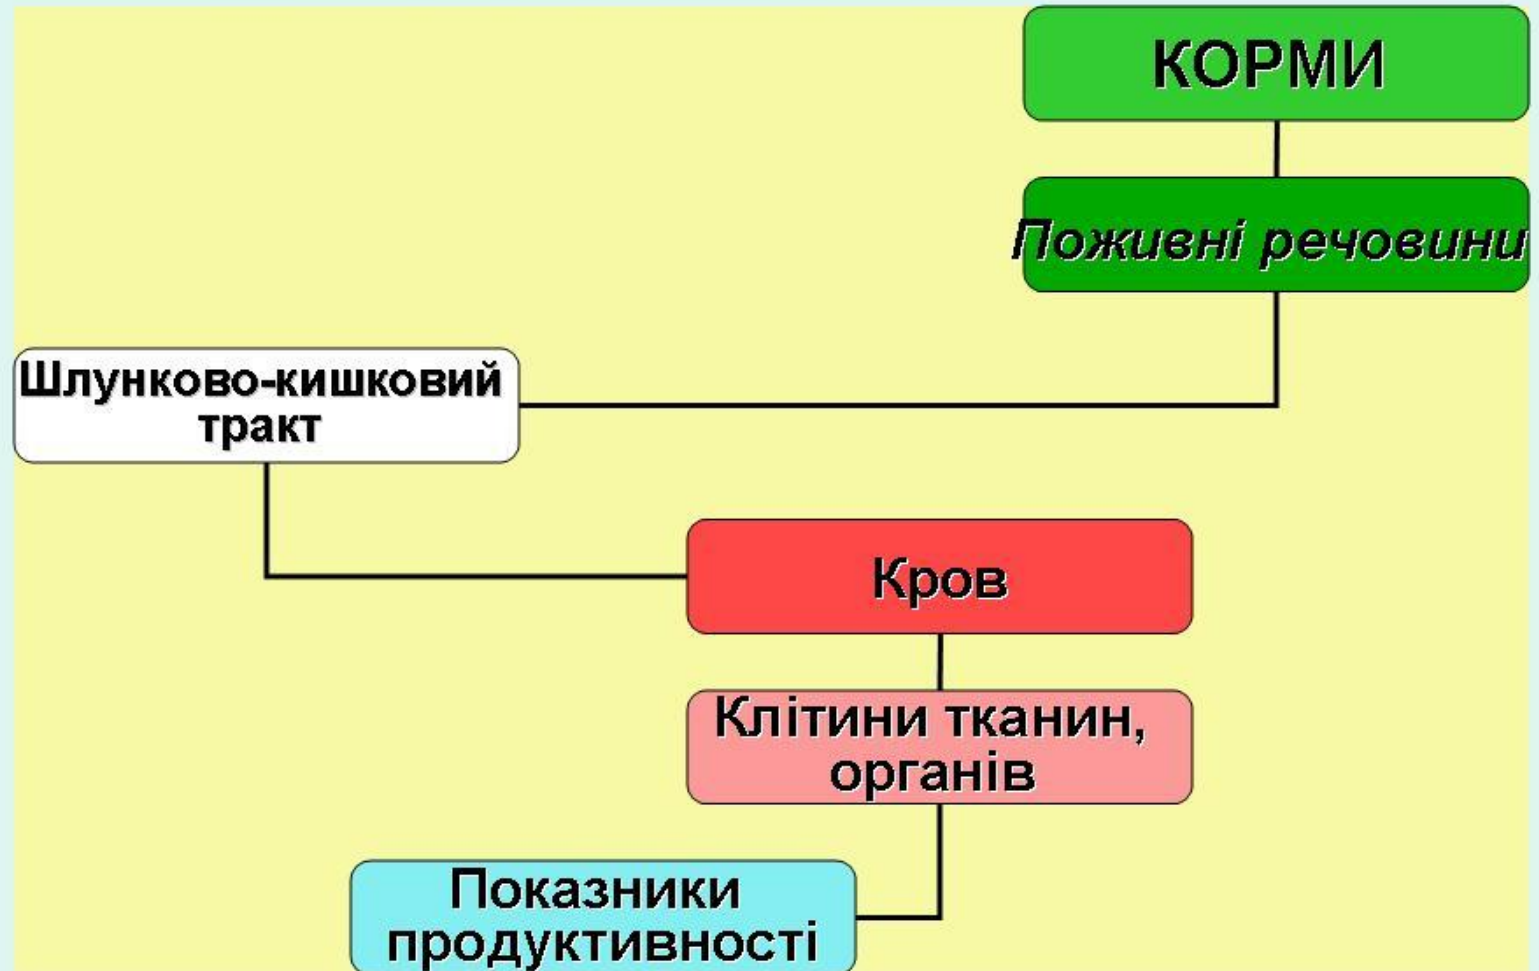 КОРМИ
Поживні речовини
Шлунково-кишковий
тракт
Кров
Клітини тканин,
органів
Показники
продуктивності